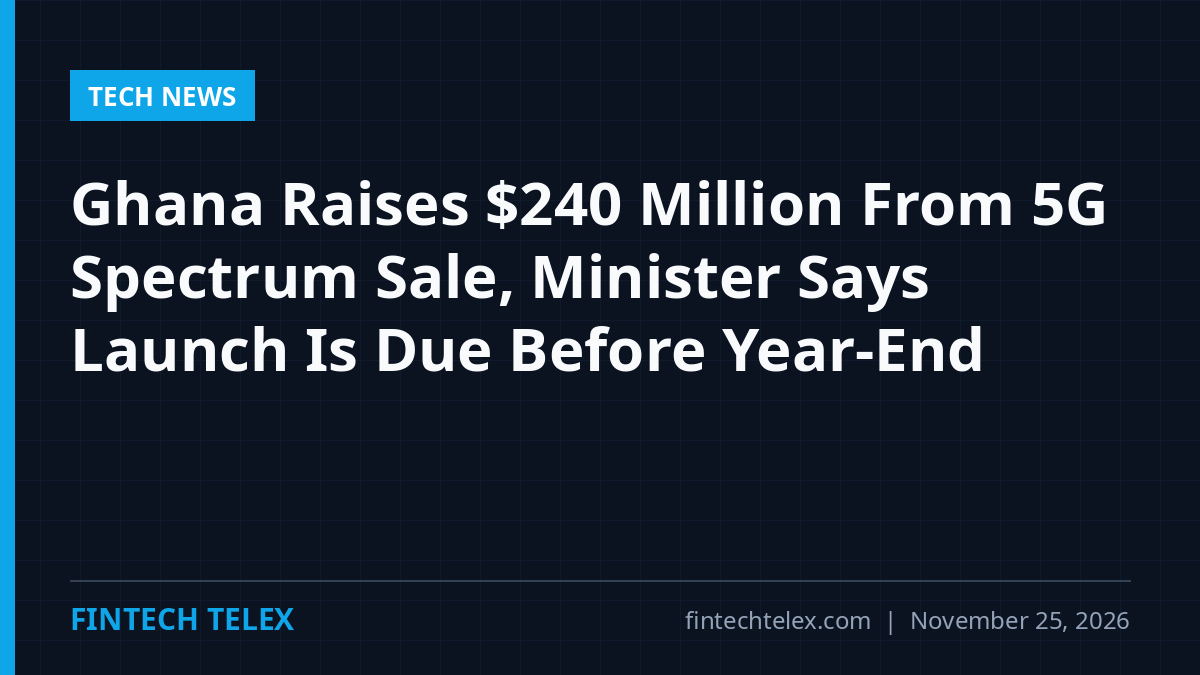 TECH NEWS
Ghana Raises $240 Million From 5G
Spectrum Sale, Minister Says
Launch Is Due Before Year-End
FINTECH TELEX
fintechtelex.com | November 25, 2026